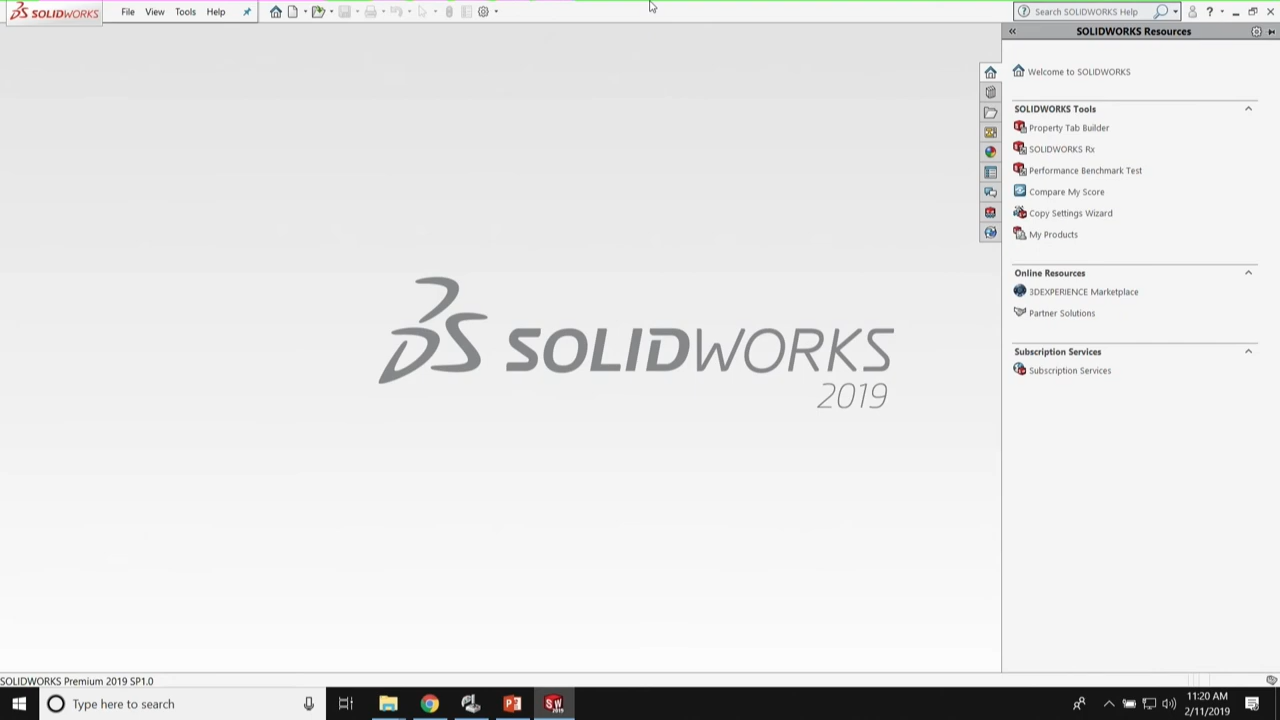 SOLIDWORKS File View Tools Help Search SOLIDWORKS Help ?
SOLIDWORKS Resources
Welcome to SOLIDWORKS
SOLIDWORKS Tools
Property Tab Builder
SOLIDWORKS Rx
Performance Benchmark Test
Compare My Score
Copy Settings Wizard
My Products
Online Resources
3DEXPERIENCE Marketplace
Partner Solutions
Subscription Services
Subscription Services
SOLIDWORKS
2019
SOLIDWORKS Premium 2019 SP1.0
Type here to search
11:20 AM
2/11/2019